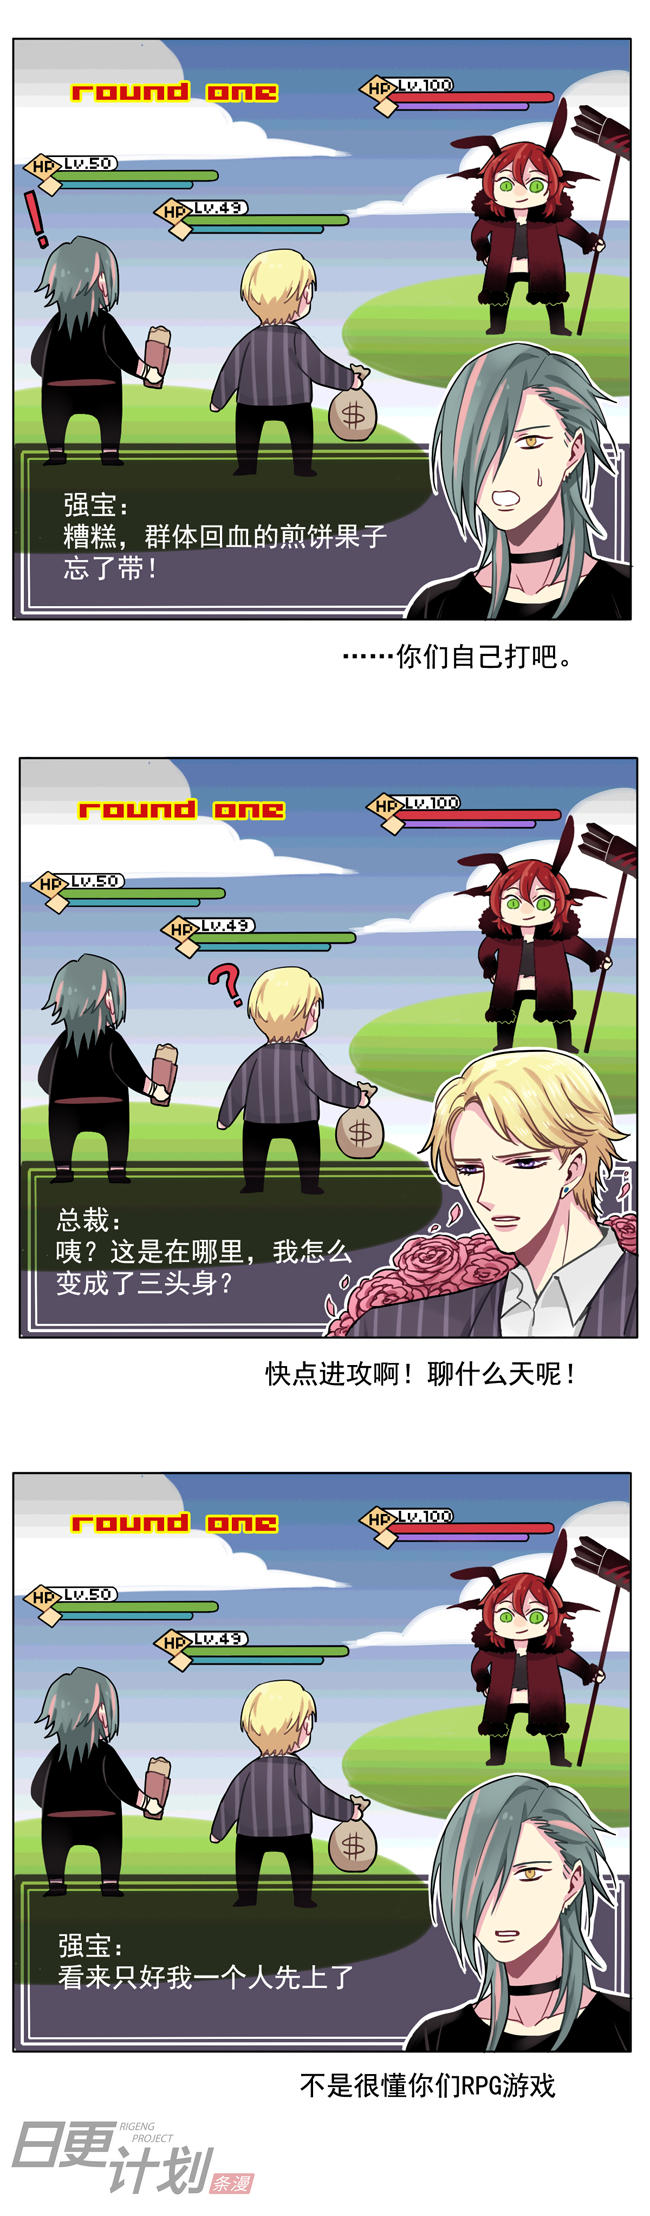 round one
HP Lv.100
HP Lv.50
HP Lv.49
!
$
强宝：
糟糕，群体回血的煎饼果子
忘了带！
……你们自己打吧。
round one
HP Lv.100
HP Lv.50
HP Lv.49
?
$
总裁：
咦？这是在哪里，我怎么
变成了三头身？
快点进攻啊！聊什么天呢！
round one
HP Lv.100
HP Lv.50
HP Lv.49
$
强宝：
看来只好我一个人先上了
不是很懂你们RPG游戏
日更计划
RIGENG
PROJECT
条漫